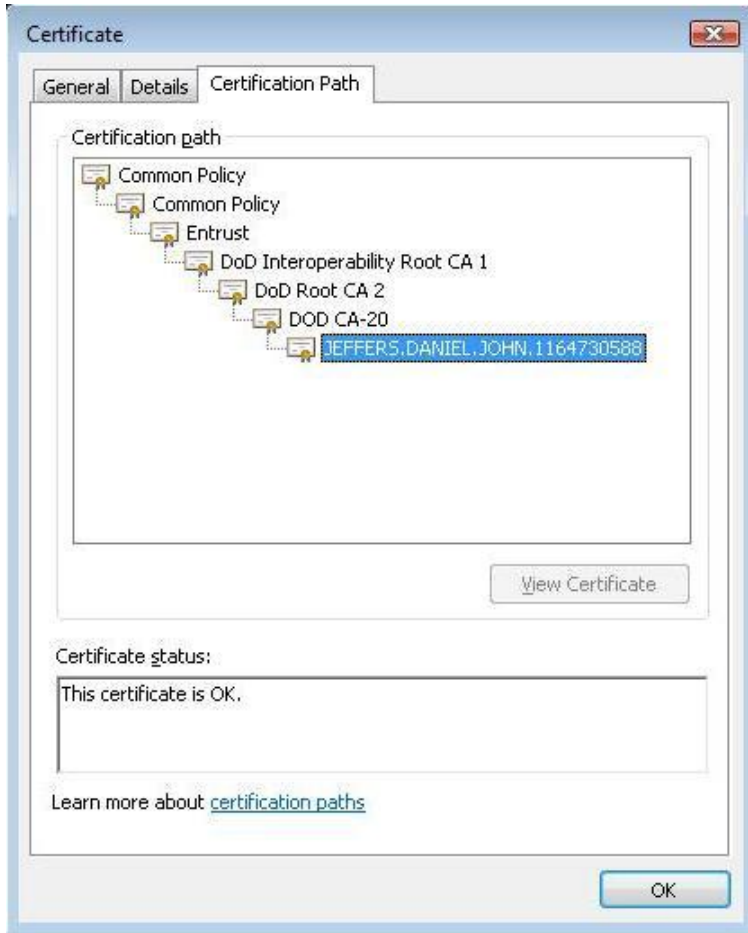 Certificate
General Details Certification Path
Certification path
Common Policy
Common Policy
Entrust
DoD Interoperability Root CA 1
DoD Root CA 2
DOD CA-20
JEFFERS.DANIEL.JOHN.1164730588
View Certificate
Certificate status:
This certificate is OK.
Learn more about certification paths
OK